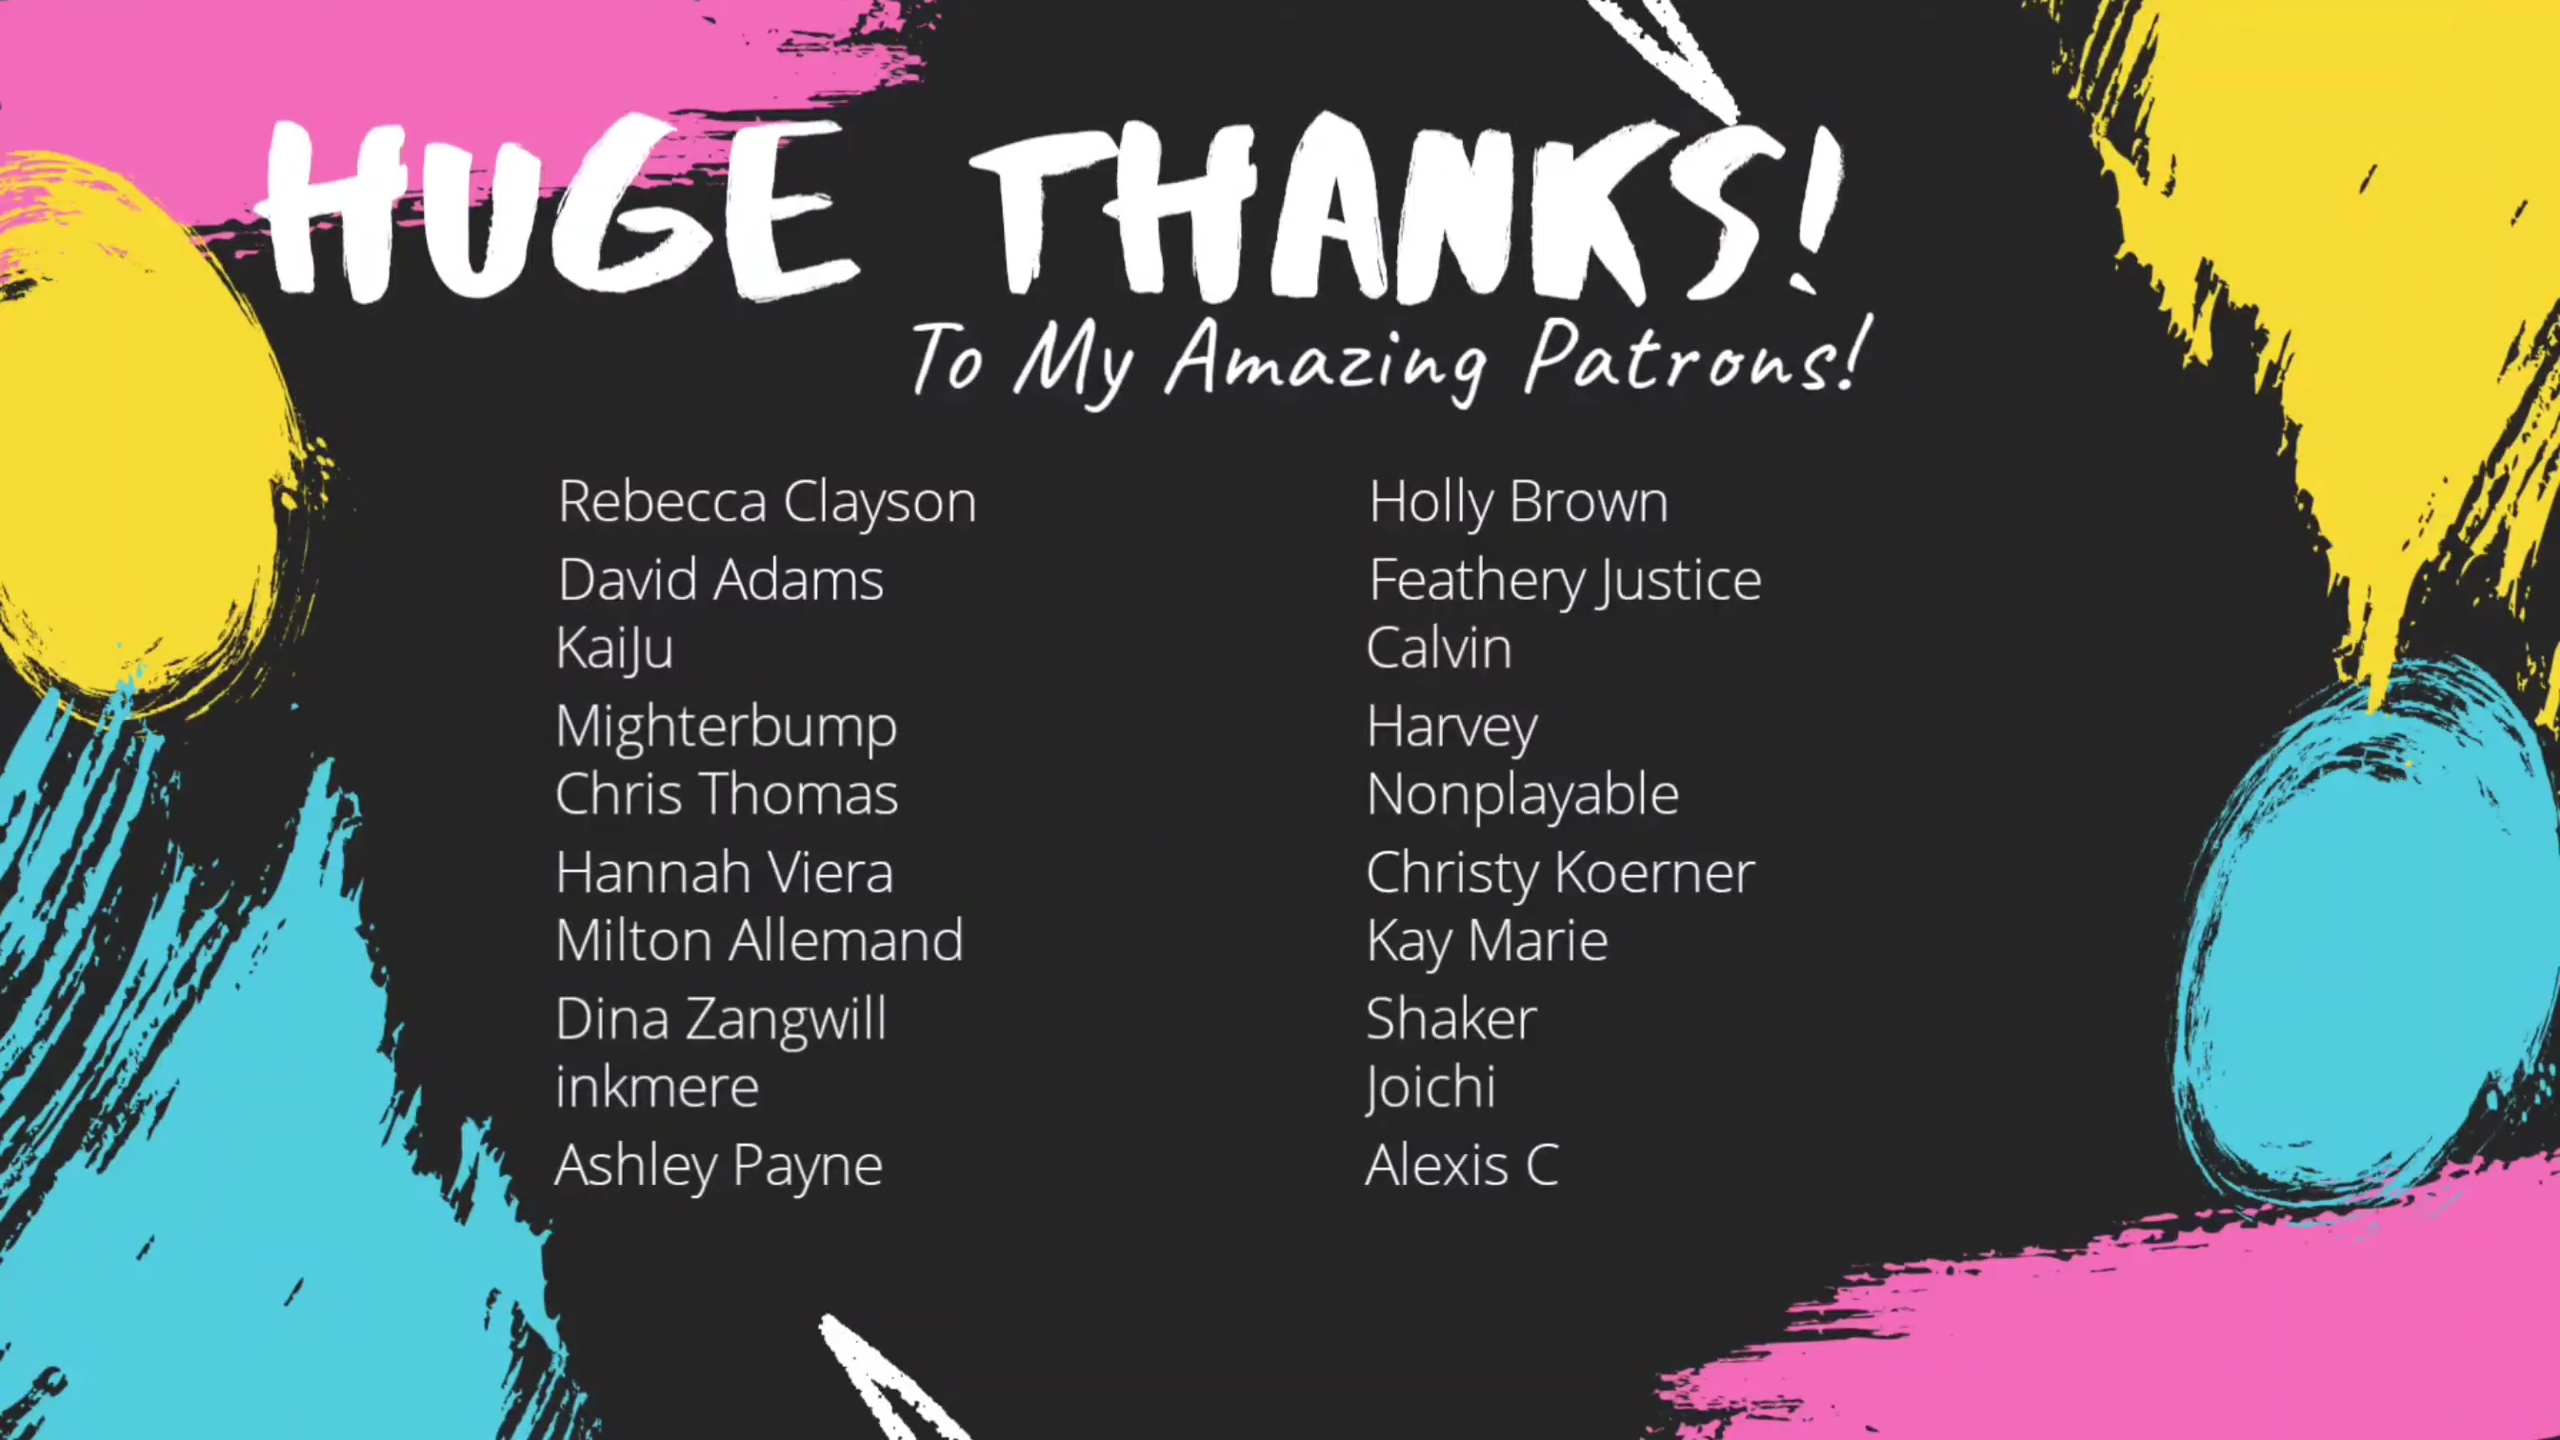 HUGE THANKS!
To My Amazing Patrons!
Rebecca Clayson
David Adams
KaiJu
Mighterbump
Chris Thomas
Hannah Viera
Milton Allemand
Dina Zangwill
inkmere
Ashley Payne
Holly Brown
Feathery Justice
Calvin
Harvey
Nonplayable
Christy Koerner
Kay Marie
Shaker
Joichi
Alexis C